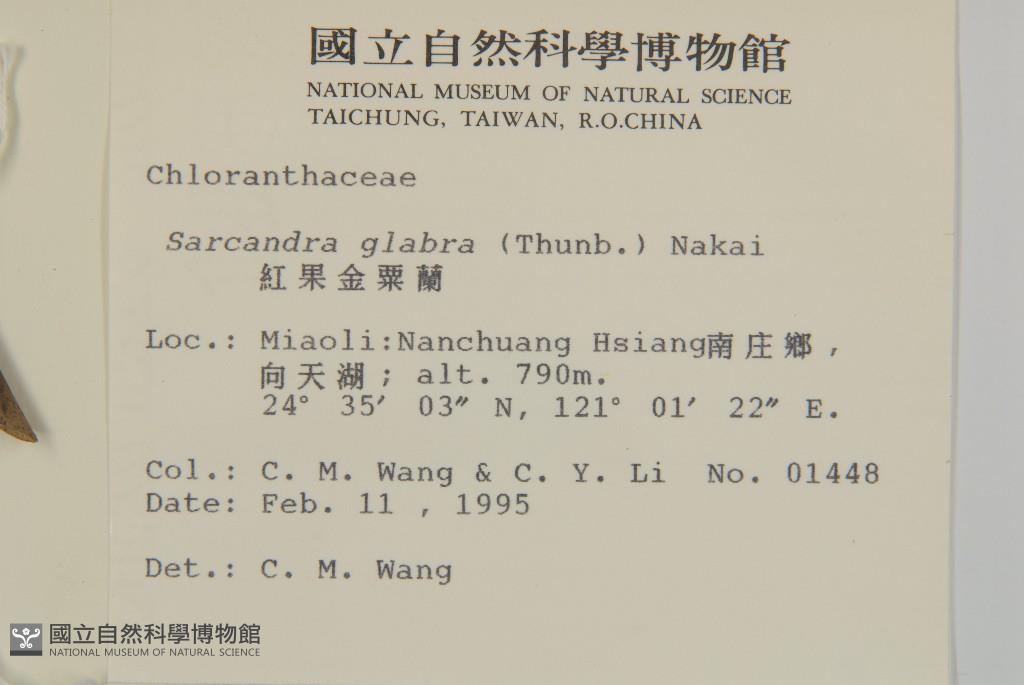 國立自然科學博物館
NATIONAL MUSEUM OF NATURAL SCIENCE
TAICHUNG, TAIWAN, R.O.CHINA
Chloranthaceae
Sarcandra glabra (Thunb.) Nakai
紅果金粟蘭
Loc.: Miaoli:Nanchuang Hsiang南庄鄉,
向天湖; alt. 790m.
24° 35′ 03″ N, 121° 01′ 22″ E.
Col.: C. M. Wang & C. Y. Li No. 01448
Date: Feb. 11 , 1995
Det.: C. M. Wang
國立自然科學博物館
NATIONAL MUSEUM OF NATURAL SCIENCE